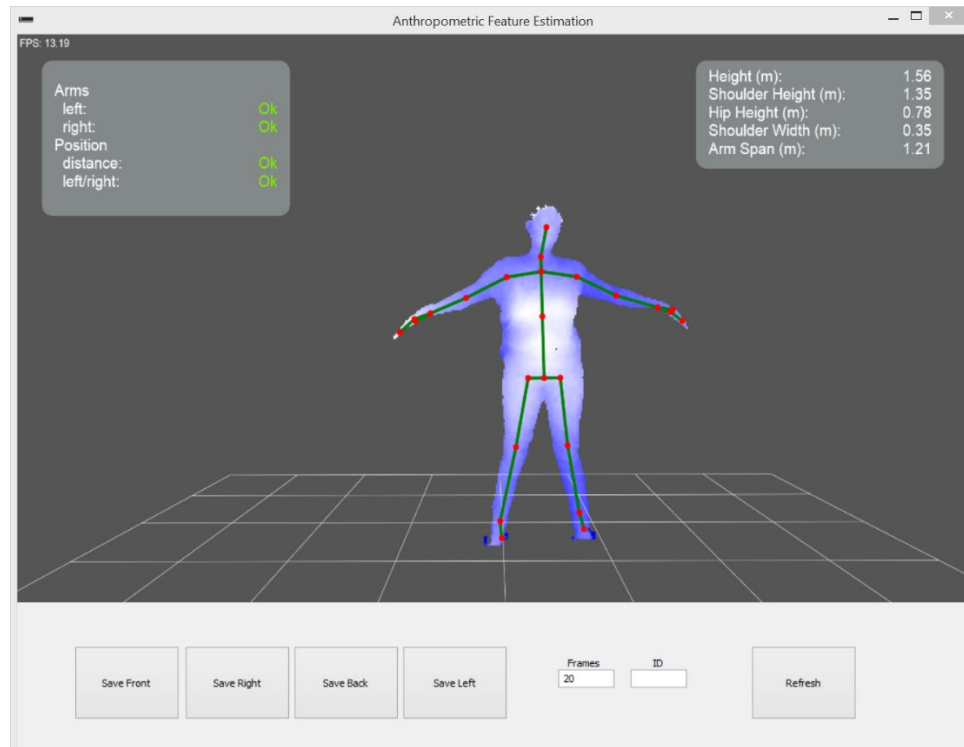 Anthropometric Feature Estimation
FPS: 13.19
Arms
left: Ok
right: Ok
Position
distance: Ok
left/right: Ok
Height (m): 1.56
Shoulder Height (m): 1.35
Hip Height (m): 0.78
Shoulder Width (m): 0.35
Arm Span (m): 1.21
Save Front
Save Right
Save Back
Save Left
Frames
20
ID
Refresh